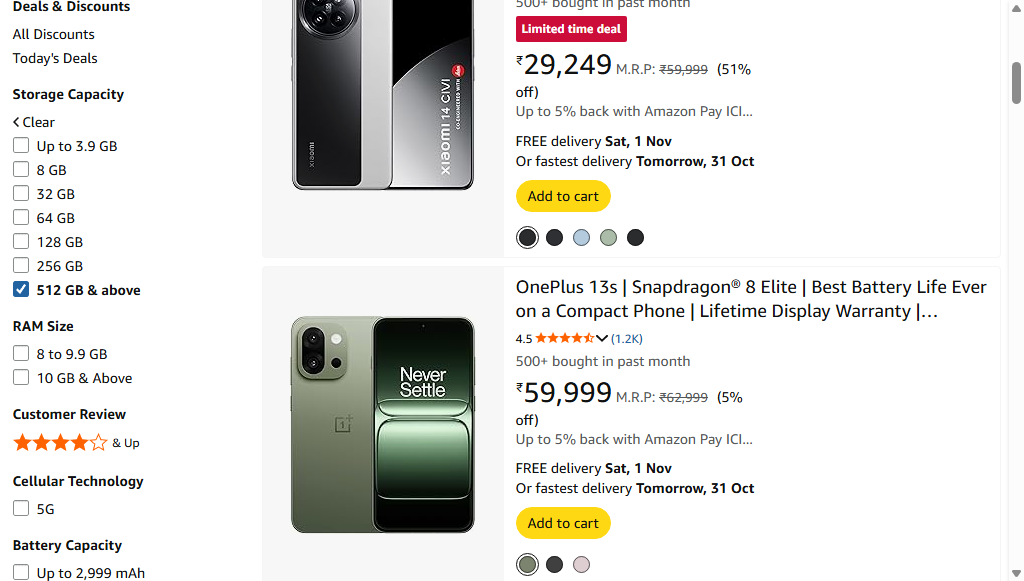 Deals & Discounts
All Discounts
Today's Deals
Storage Capacity
Clear
Up to 3.9 GB
8 GB
32 GB
64 GB
128 GB
256 GB
512 GB & above
RAM Size
8 to 9.9 GB
10 GB & Above
Customer Review
& Up
Cellular Technology
5G
Battery Capacity
Up to 2,999 mAh
XIAOMI
XIAOMI 14 CIVI
CO-ENGINEERED WITH
500+ bought in past month
Limited time deal
₹29,249 M.R.P: ₹59,999 (51%
off)
Up to 5% back with Amazon Pay ICI…
FREE delivery Sat, 1 Nov
Or fastest delivery Tomorrow, 31 Oct
Add to cart
Never
Settle
OnePlus 13s | Snapdragon® 8 Elite | Best Battery Life Ever
on a Compact Phone | Lifetime Display Warranty |…
4.5 (1.2K)
500+ bought in past month
₹59,999 M.R.P: ₹62,999 (5%
off)
Up to 5% back with Amazon Pay ICI…
FREE delivery Sat, 1 Nov
Or fastest delivery Tomorrow, 31 Oct
Add to cart